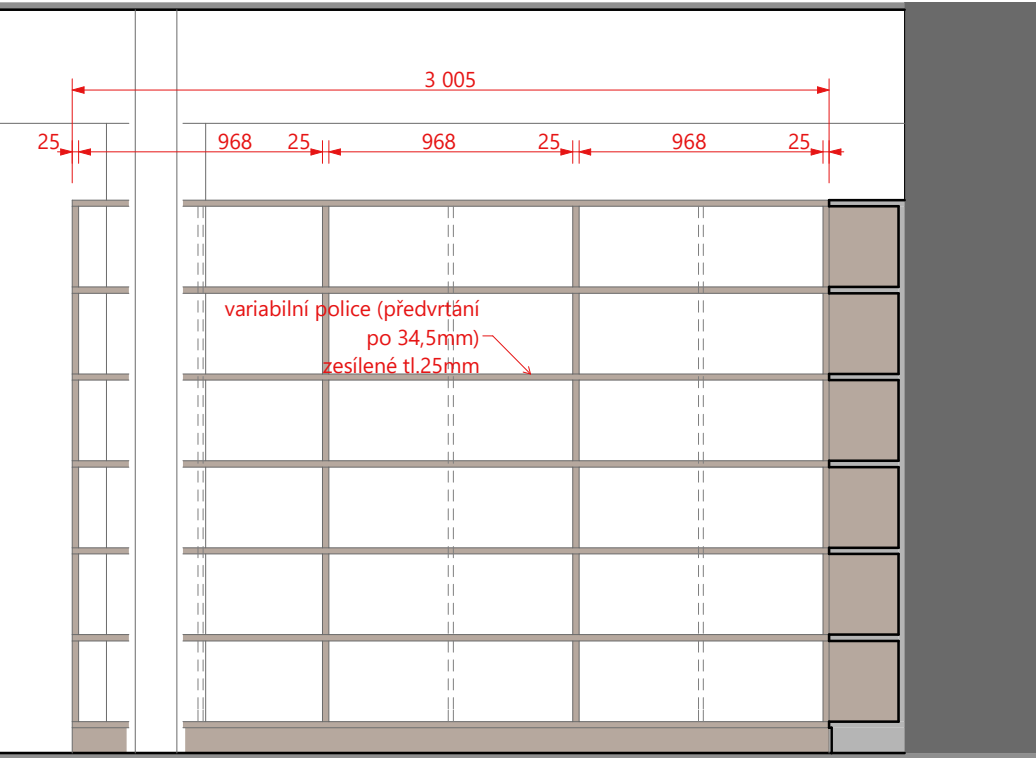 3 005
25 968 25 968 25 968 25
variabilní police (předvrtání
po 34,5mm)
zesílené tl.25mm